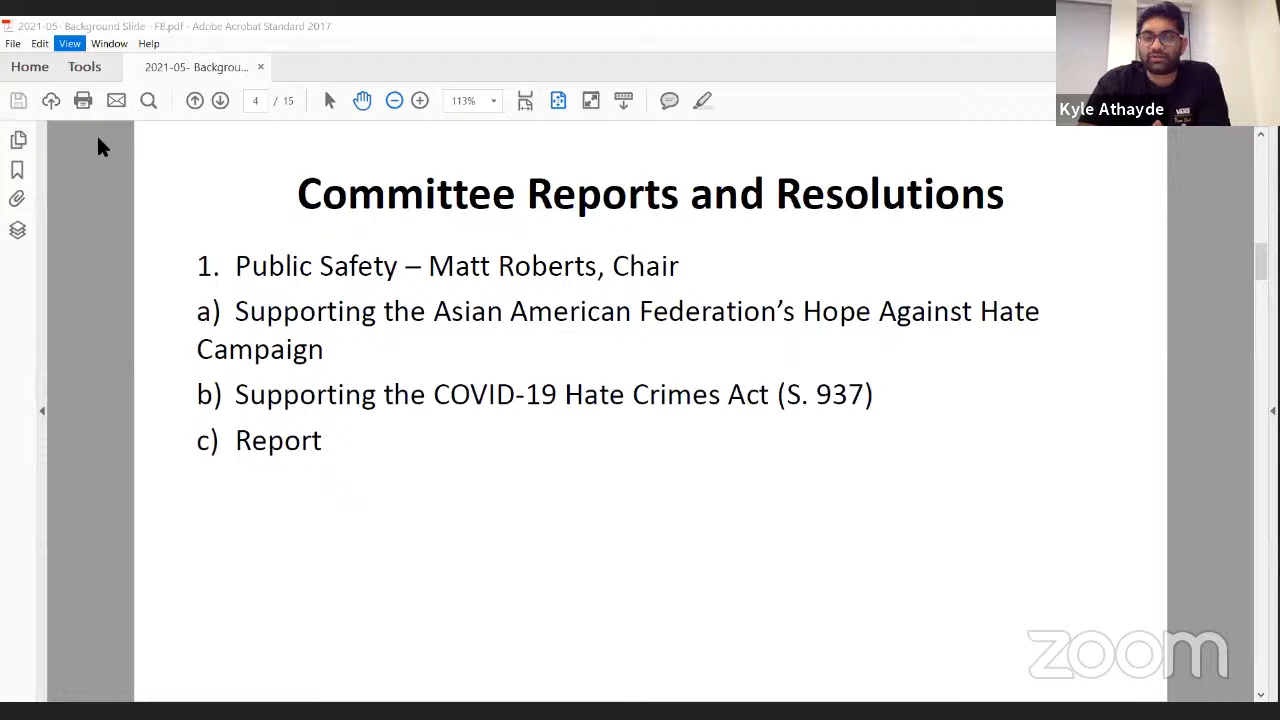 2021-05- Background Slide - FB.pdf - Adobe Acrobat Standard 2017
File Edit View Window Help
Home Tools 2021-05- Backgrou... ×
4 / 15 113%
Kyle Athayde
VANS
Committee Reports and Resolutions
1. Public Safety – Matt Roberts, Chair
a) Supporting the Asian American Federation’s Hope Against Hate
Campaign
b) Supporting the COVID-19 Hate Crimes Act (S. 937)
c) Report
zoom